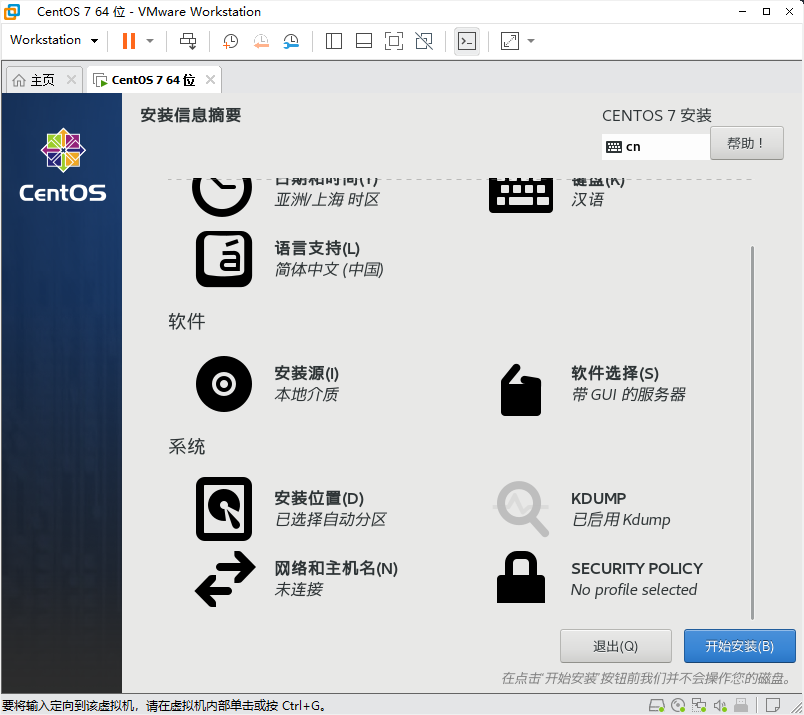 CentOS 7 64 位 - VMware Workstation
Workstation
主页
CentOS 7 64 位
安装信息摘要
CENTOS 7 安装
cn
帮助！
CentOS
日期和时间(T)
亚洲/上海 时区
键盘(K)
汉语
语言支持(L)
简体中文 (中国)
软件
安装源(I)
本地介质
软件选择(S)
带 GUI 的服务器
系统
安装位置(D)
已选择自动分区
KDUMP
已启用 Kdump
网络和主机名(N)
未连接
SECURITY POLICY
No profile selected
退出(Q)
开始安装(B)
在点击'开始安装'按钮前我们并不会操作您的磁盘。
要将输入定向到该虚拟机，请在虚拟机内部单击或按 Ctrl+G。